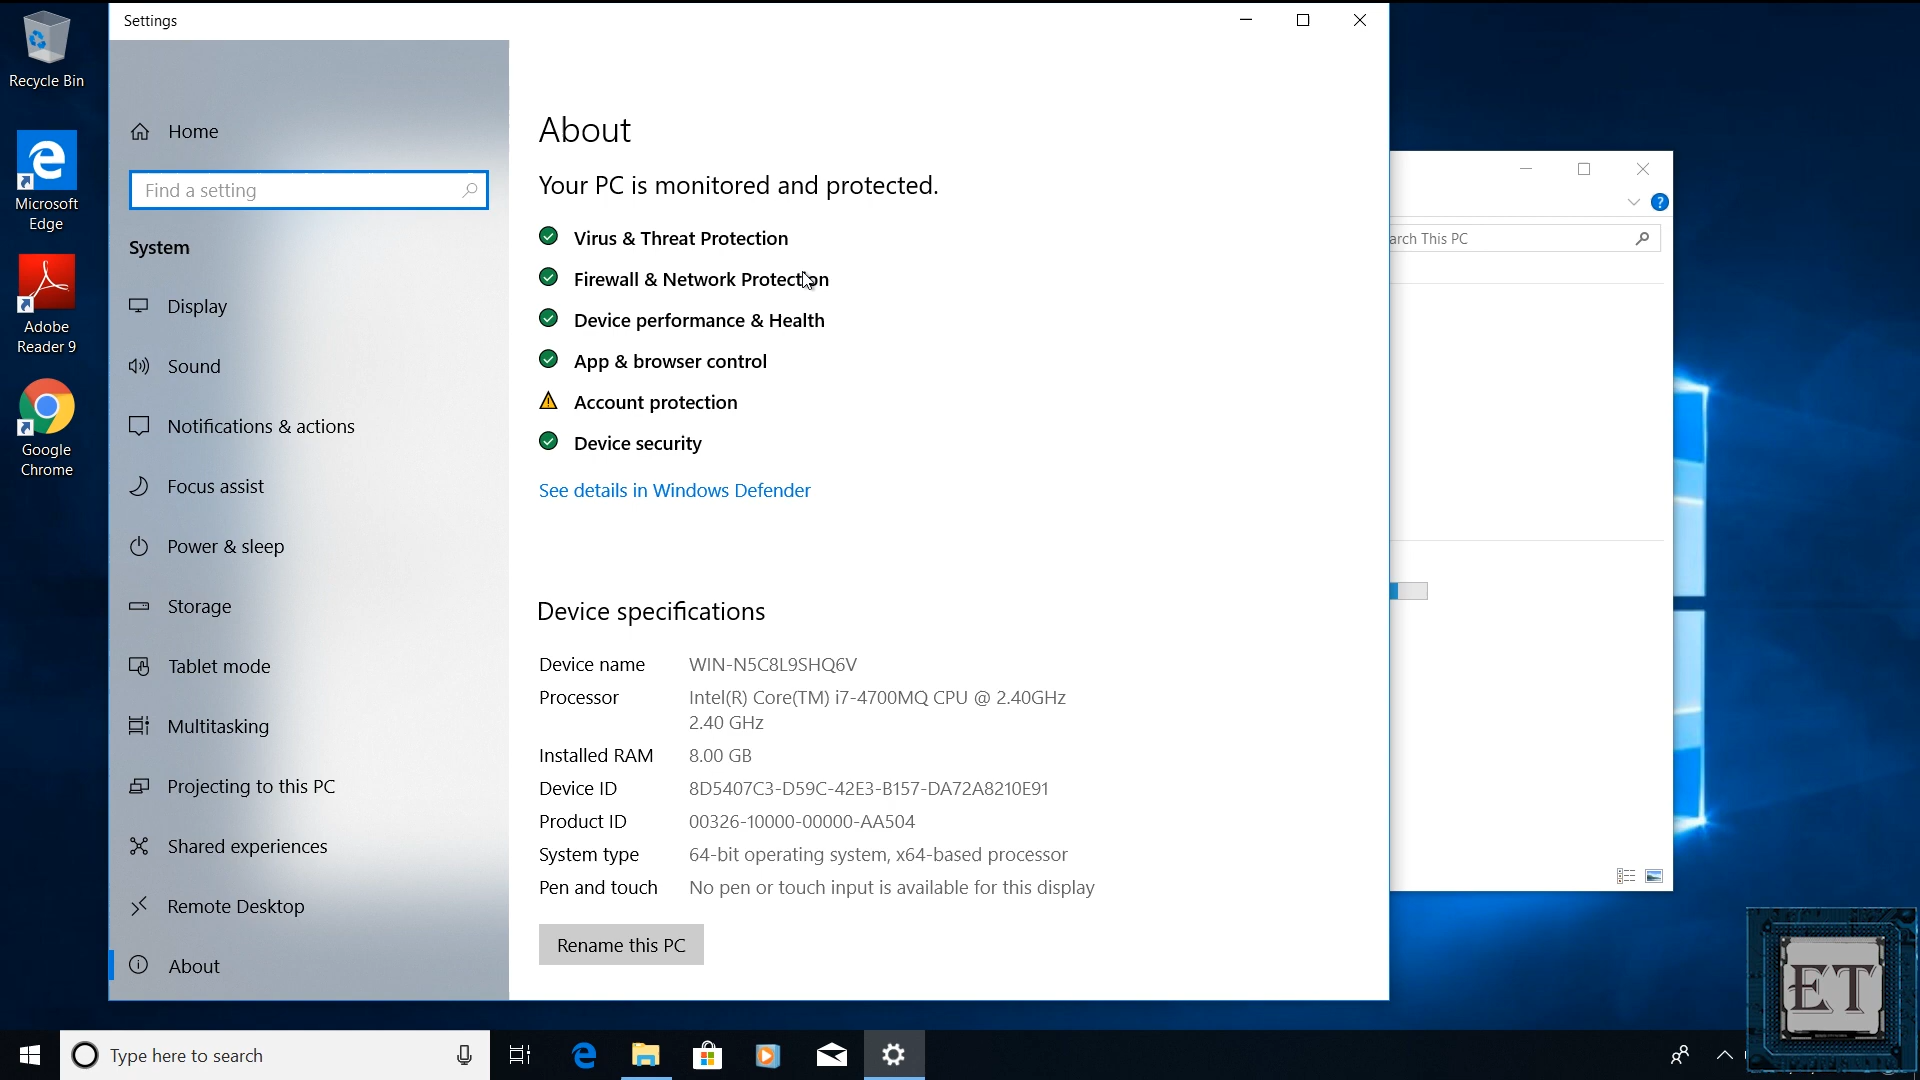 Settings
Recycle Bin
Microsoft
Edge
Adobe
Reader 9
Google
Chrome
Home
Find a setting
System
Display
Sound
Notifications & actions
Focus assist
Power & sleep
Storage
Tablet mode
Multitasking
Projecting to this PC
Shared experiences
Remote Desktop
About
About
Your PC is monitored and protected.
Virus & Threat Protection
Firewall & Network Protection
Device performance & Health
App & browser control
Account protection
Device security
See details in Windows Defender
Device specifications
Device name WIN-N5C8L9SHQ6V
Processor Intel(R) Core(TM) i7-4700MQ CPU @ 2.40GHz
2.40 GHz
Installed RAM 8.00 GB
Device ID 8D5407C3-D59C-42E3-B157-DA72A8210E91
Product ID 00326-10000-00000-AA504
System type 64-bit operating system, x64-based processor
Pen and touch No pen or touch input is available for this display
Rename this PC
arch This PC
?
ET
Type here to search